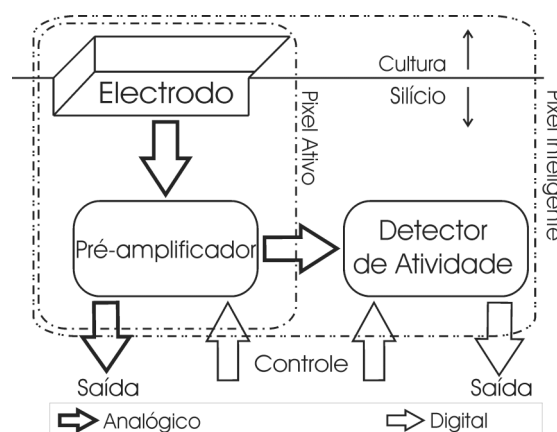 Cultura
Silício
Electrodo
Pixel Ativo
Pixel Inteligente
Pré-amplificador
Detector
de Atividade
Controle
Saída
Saída
Analógico
Digital